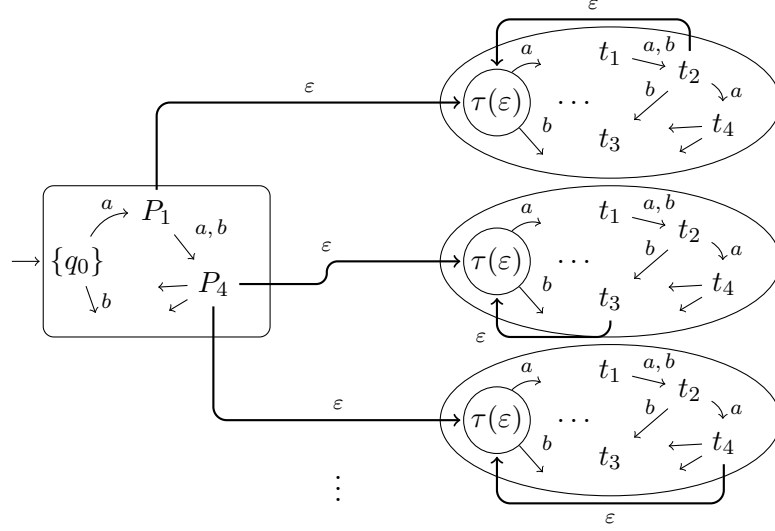 ε
a t₁ a, b t₂
ε τ(ε) b a
b ⋯ t₄
t₃
a P₁
a, b a t₁ a, b t₂
{q₀} ε τ(ε) b a
b P₄ b ⋯ t₄
t₃
ε
a t₁ a, b t₂
ε τ(ε) b a
b ⋯ t₄
t₃
⋮
ε